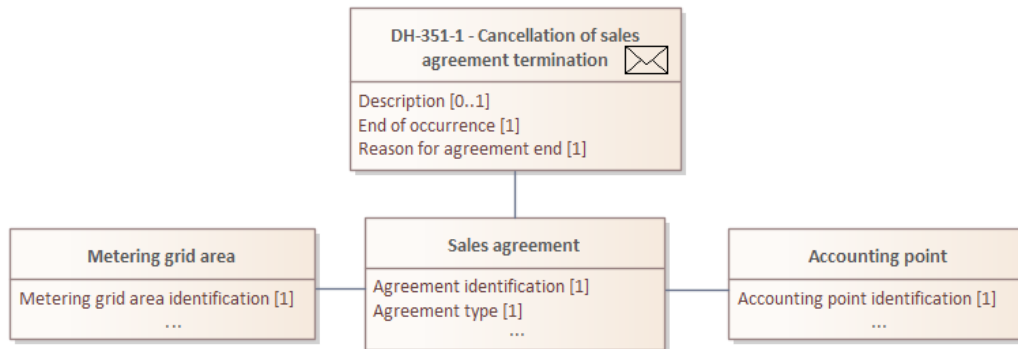 DH-351-1 - Cancellation of sales
agreement termination
Description [0..1]
End of occurrence [1]
Reason for agreement end [1]
Metering grid area
Metering grid area identification [1]
...
Sales agreement
Agreement identification [1]
Agreement type [1]
...
Accounting point
Accounting point identification [1]
...